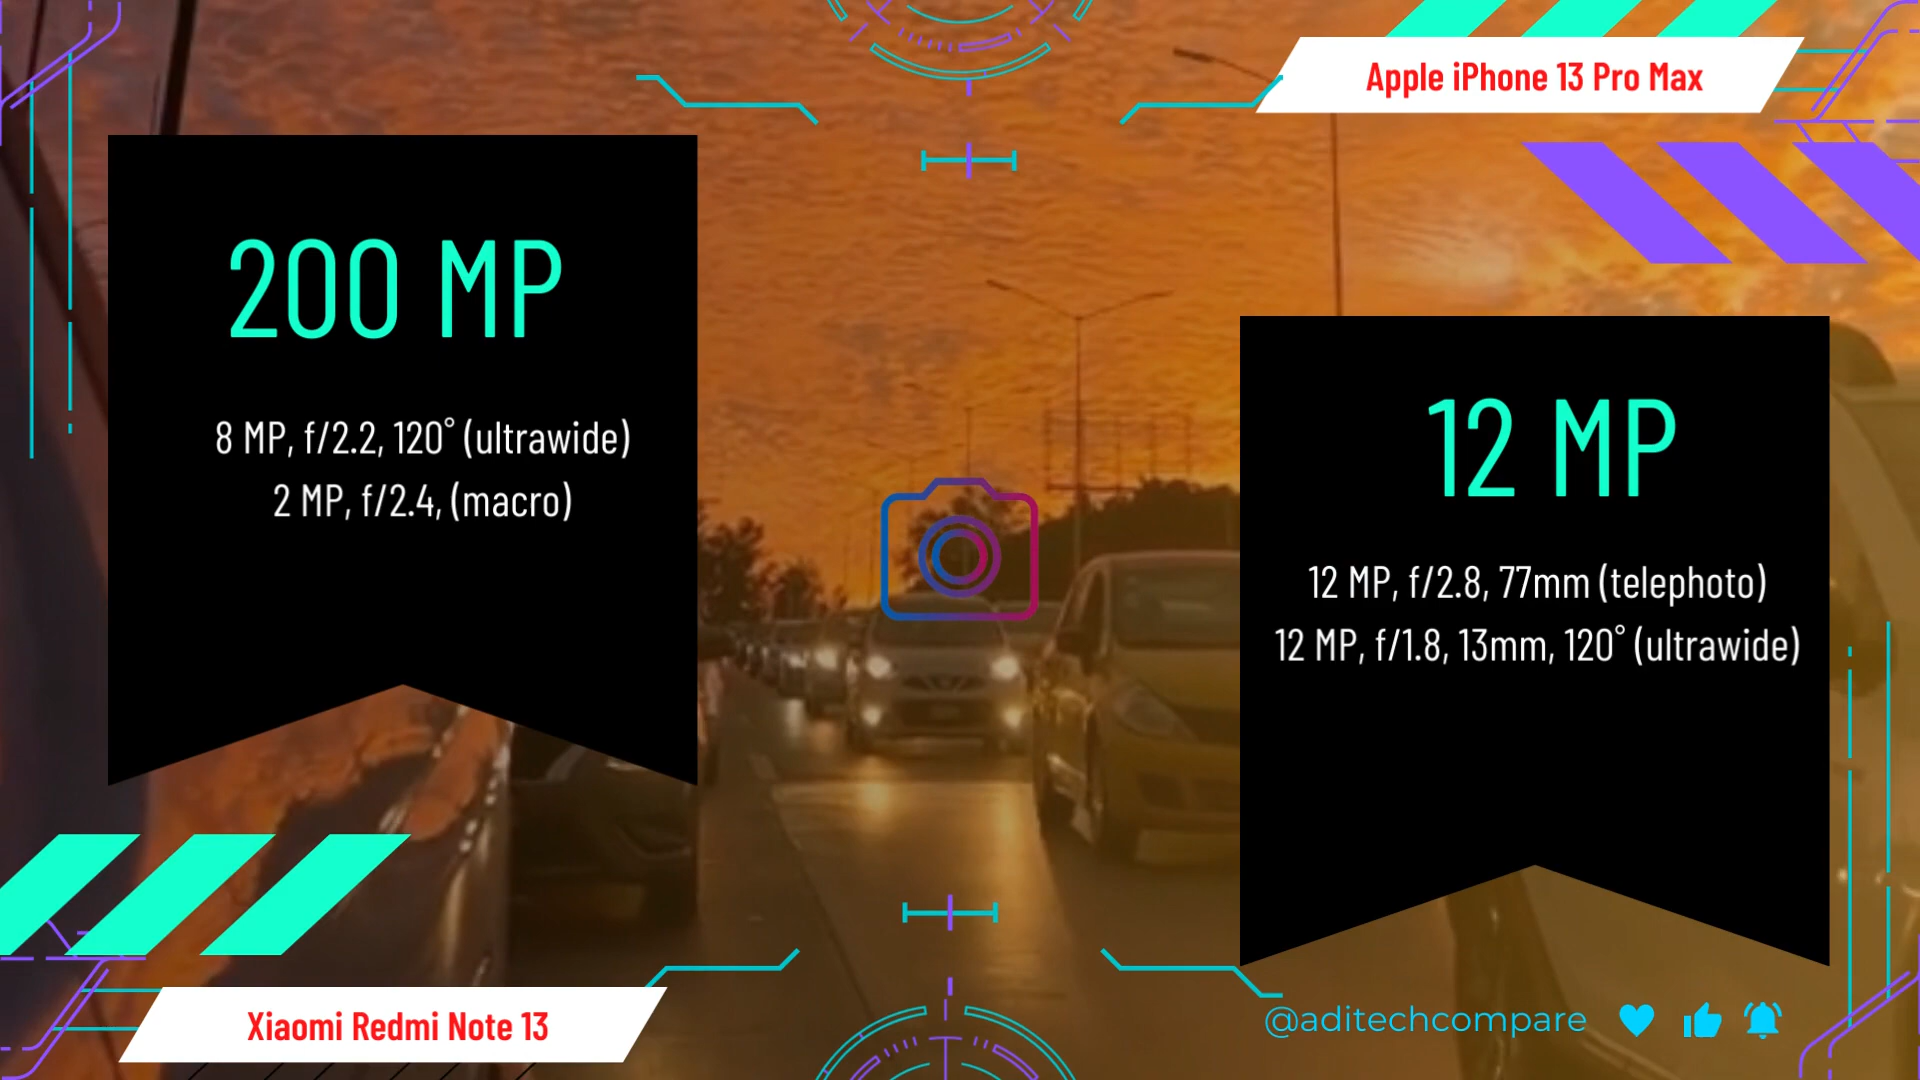 Apple iPhone 13 Pro Max
200 MP
8 MP, f/2.2, 120° (ultrawide)
2 MP, f/2.4, (macro)
12 MP
12 MP, f/2.8, 77mm (telephoto)
12 MP, f/1.8, 13mm, 120° (ultrawide)
Xiaomi Redmi Note 13
@aditechcompare